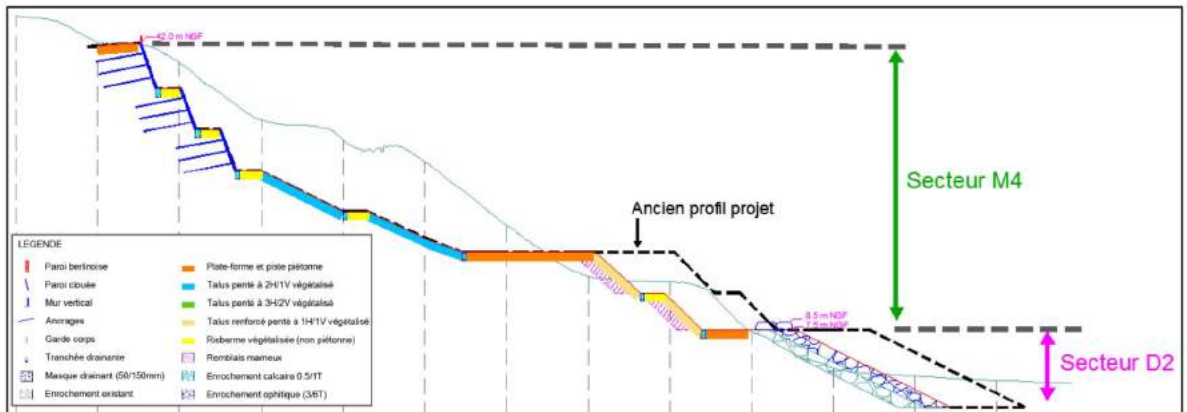 42.0 m NGF
Secteur M4
Ancien profil projet
8.5 m NGF
7.5 m NGF
Secteur D2
LEGENDE
Paroi berlinoise
Paroi clouée
Mur vertical
Ancrages
Garde corps
Tranchée drainante
Masque drainant (50/150mm)
Enrochement existant
Plate-forme et piste piétonne
Talus penté à 2H/1V végétalisé
Talus penté à 3H/2V végétalisé
Talus renforcé penté à 1H/1V végétalisé
Risberme végétalisée (non piétonne)
Remblais marneux
Enrochement calcaire 0.5/1T
Enrochement ophitique (3/6T)